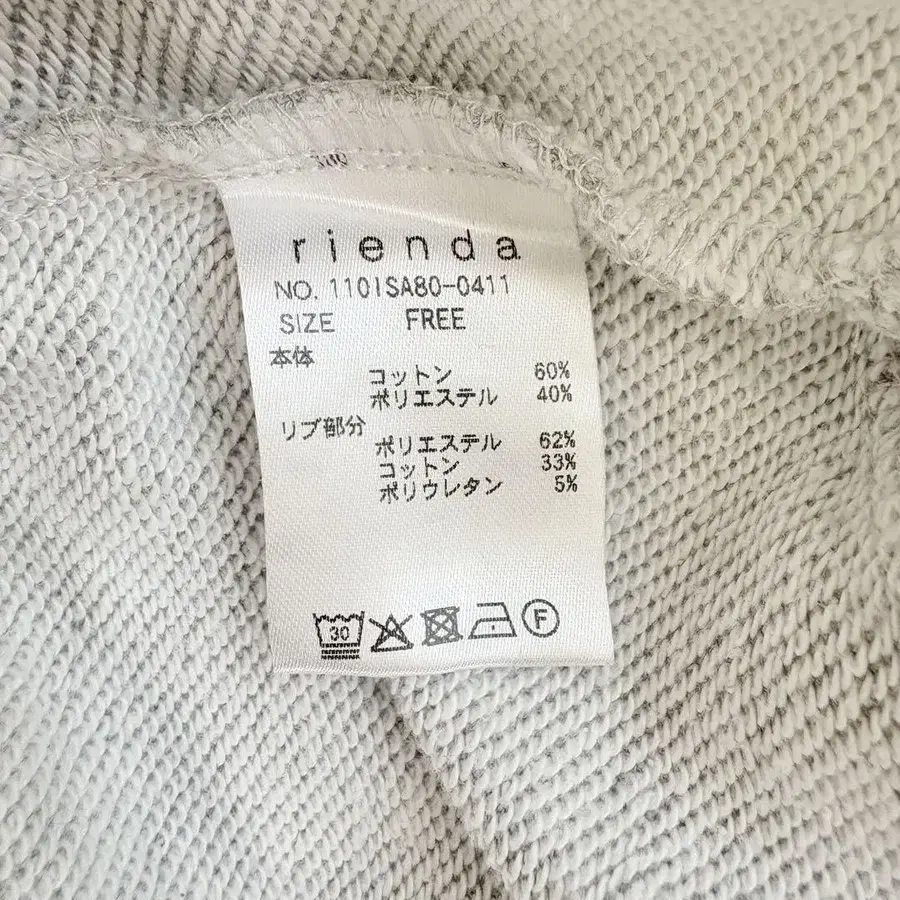 rienda
NO. 110ISA80-0411
SIZE FREE
本体
コットン 60%
ポリエステル 40%
リブ部分
ポリエステル 62%
コットン 33%
ポリウレタン 5%
30 F